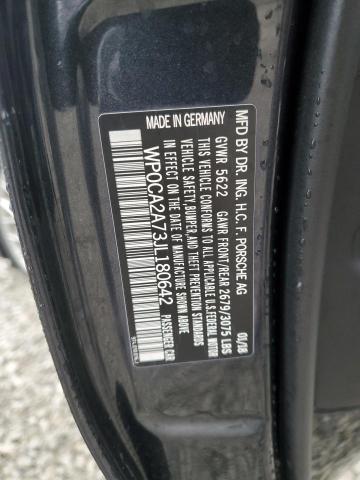 MFD BY DR. ING. H.C. F. PORSCHE AG
01/18
GVWR 5622 GAWR FRONT/REAR 2679/3075 LBS
THIS VEHICLE CONFORMS TO ALL APPLICABLE U.S. FEDERAL MOTOR
VEHICLE SAFETY, BUMPER, AND THEFT PREVENTION STANDARDS
IN EFFECT ON THE DATE OF MANUFACTURE SHOWN ABOVE.
WP0CA2A73JL180642
PASSENGER CAR
MADE IN GERMANY